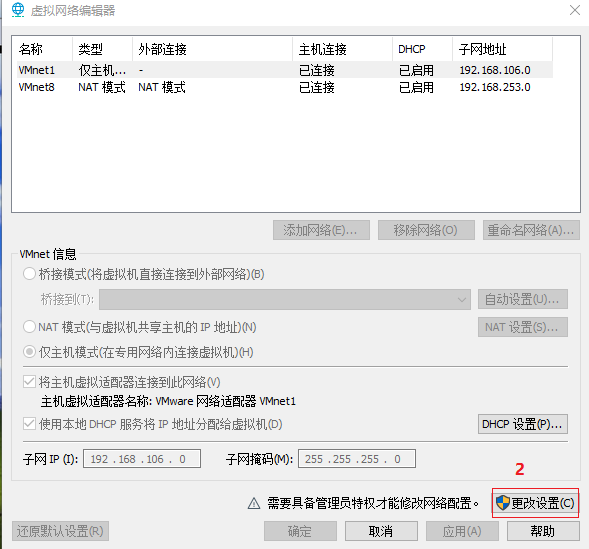 虚拟网络编辑器
名称 类型 外部连接 主机连接 DHCP 子网地址
VMnet1 仅主机... - 已连接 已启用 192.168.106.0
VMnet8 NAT 模式 NAT 模式 已连接 已启用 192.168.253.0
添加网络(E)... 移除网络(O) 重命名网络(A)...
VMnet 信息
桥接模式(将虚拟机直接连接到外部网络)(B)
桥接到(T): 自动设置(U)...
NAT 模式(与虚拟机共享主机的 IP 地址)(N) NAT 设置(S)...
仅主机模式(在专用网络内连接虚拟机)(H)
将主机虚拟适配器连接到此网络(V)
主机虚拟适配器名称: VMware 网络适配器 VMnet1
使用本地 DHCP 服务将 IP 地址分配给虚拟机(D) DHCP 设置(P)...
子网 IP (I): 192 .168 .106 . 0 子网掩码(M): 255 .255 .255 . 0
2
需要具备管理员特权才能修改网络配置。 更改设置(C)
还原默认设置(R) 确定 取消 应用(A) 帮助